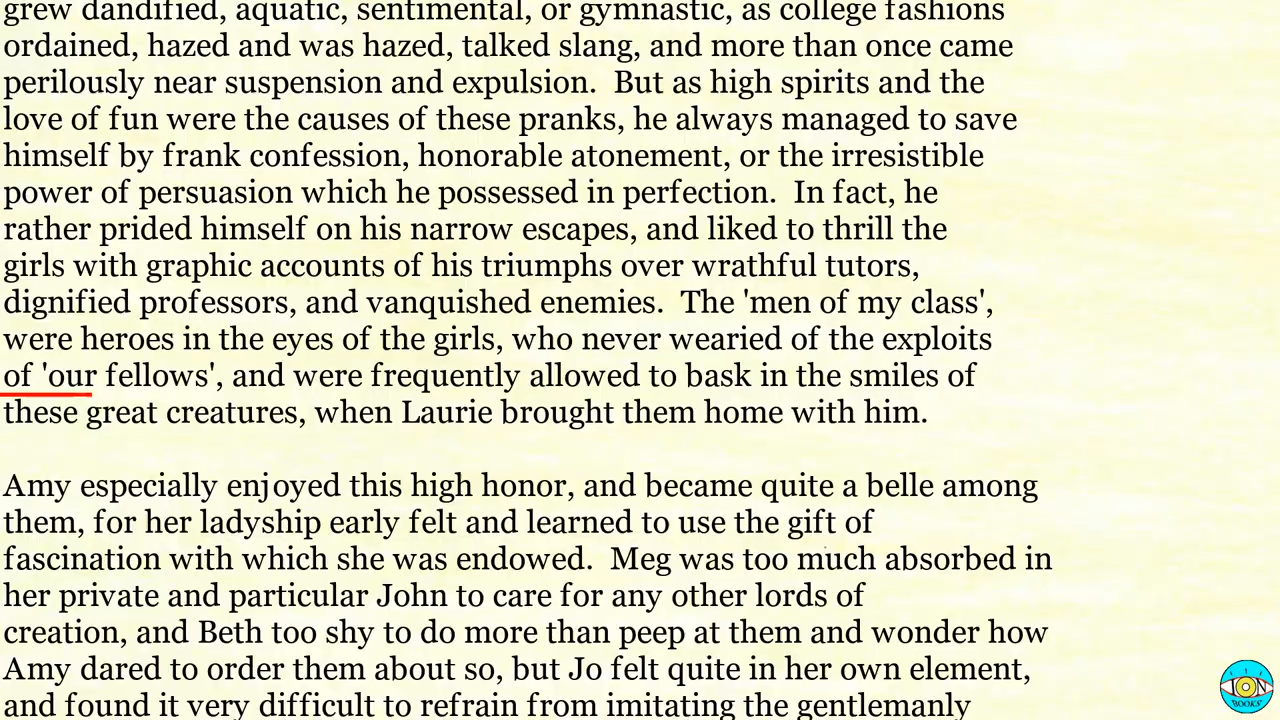 grew dandified, aquatic, sentimental, or gymnastic, as college fashions
ordained, hazed and was hazed, talked slang, and more than once came
perilously near suspension and expulsion.  But as high spirits and the
love of fun were the causes of these pranks, he always managed to save
himself by frank confession, honorable atonement, or the irresistible
power of persuasion which he possessed in perfection.  In fact, he
rather prided himself on his narrow escapes, and liked to thrill the
girls with graphic accounts of his triumphs over wrathful tutors,
dignified professors, and vanquished enemies.  The 'men of my class',
were heroes in the eyes of the girls, who never wearied of the exploits
of 'our fellows', and were frequently allowed to bask in the smiles of
these great creatures, when Laurie brought them home with him.
Amy especially enjoyed this high honor, and became quite a belle among
them, for her ladyship early felt and learned to use the gift of
fascination with which she was endowed.  Meg was too much absorbed in
her private and particular John to care for any other lords of
creation, and Beth too shy to do more than peep at them and wonder how
Amy dared to order them about so, but Jo felt quite in her own element,
and found it very difficult to refrain from imitating the gentlemanly
BOOKS